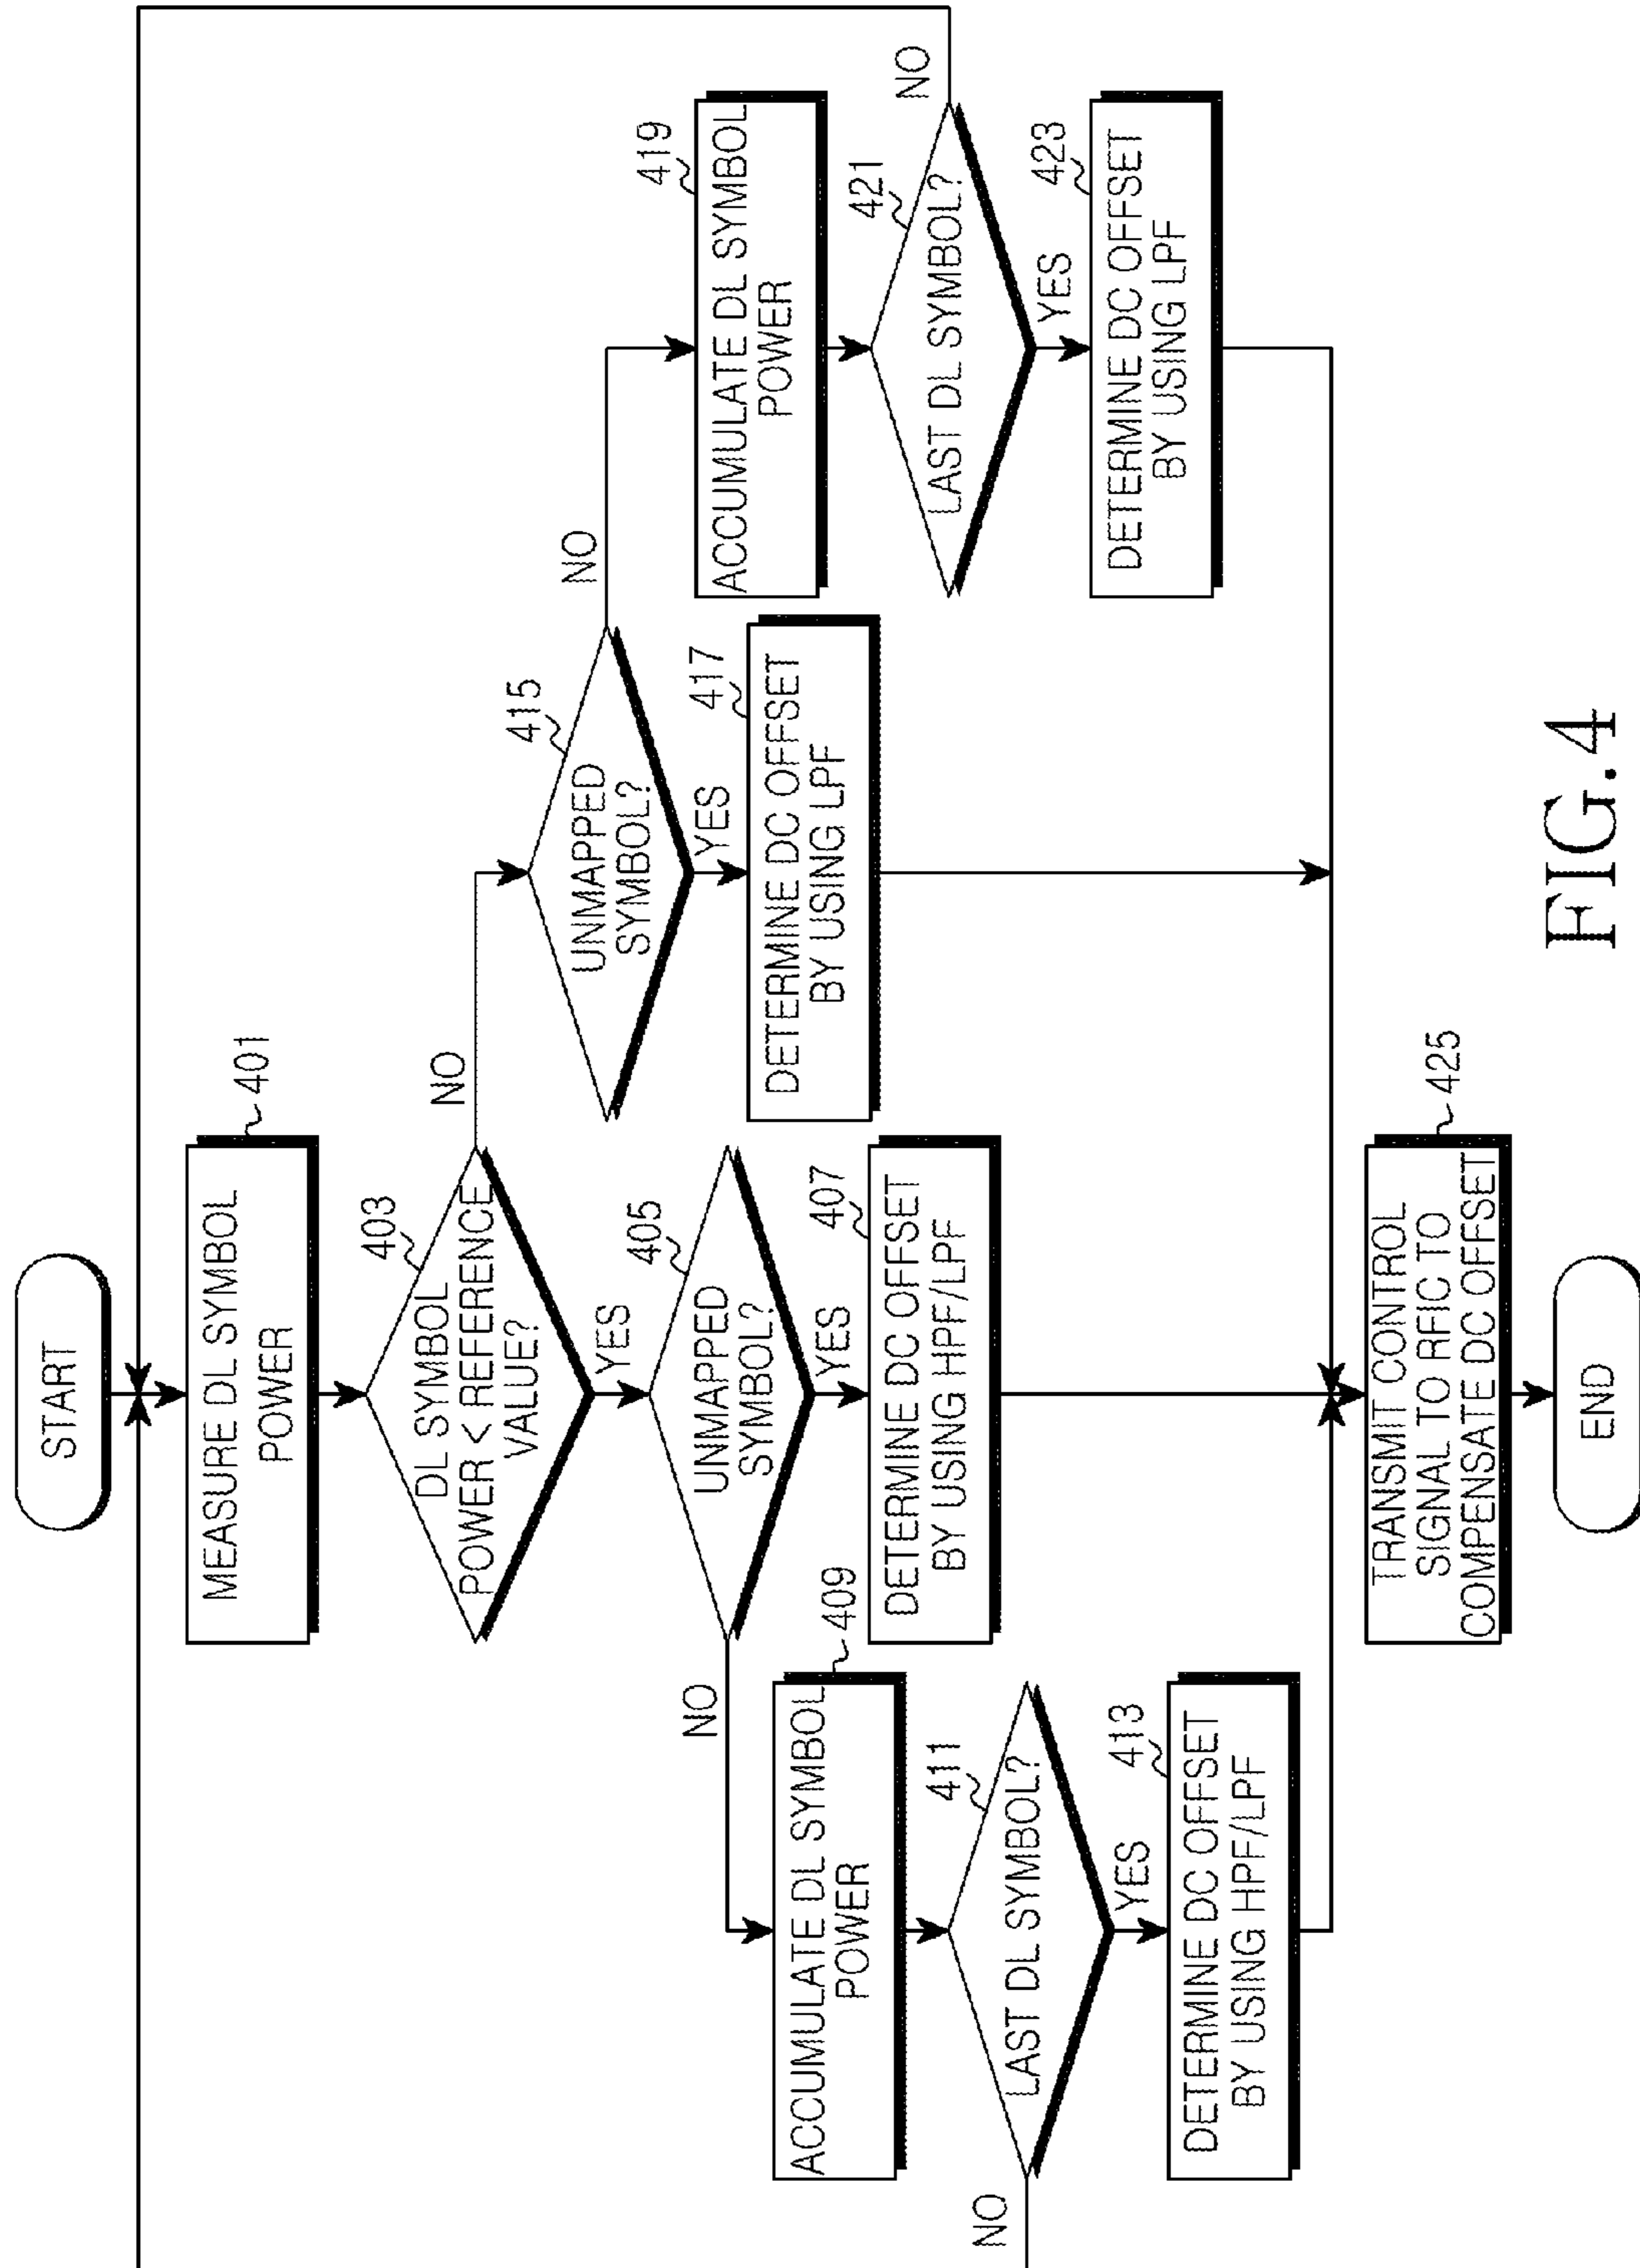 START
MEASURE DL SYMBOL
POWER
401
DL SYMBOL
POWER < REFERENCE
VALUE?
403
NO
YES
UNMAPPED
SYMBOL?
405
NO
YES
DETERMINE DC OFFSET
BY USING HPF/LPF
407
ACCUMULATE DL SYMBOL
POWER
409
LAST DL SYMBOL?
411
NO
YES
DETERMINE DC OFFSET
BY USING HPF/LPF
413
UNMAPPED
SYMBOL?
415
NO
YES
DETERMINE DC OFFSET
BY USING LPF
417
ACCUMULATE DL SYMBOL
POWER
419
LAST DL SYMBOL?
421
NO
YES
DETERMINE DC OFFSET
BY USING LPF
423
TRANSMIT CONTROL
SIGNAL TO RFIC TO
COMPENSATE DC OFFSET
425
END
FIG.4